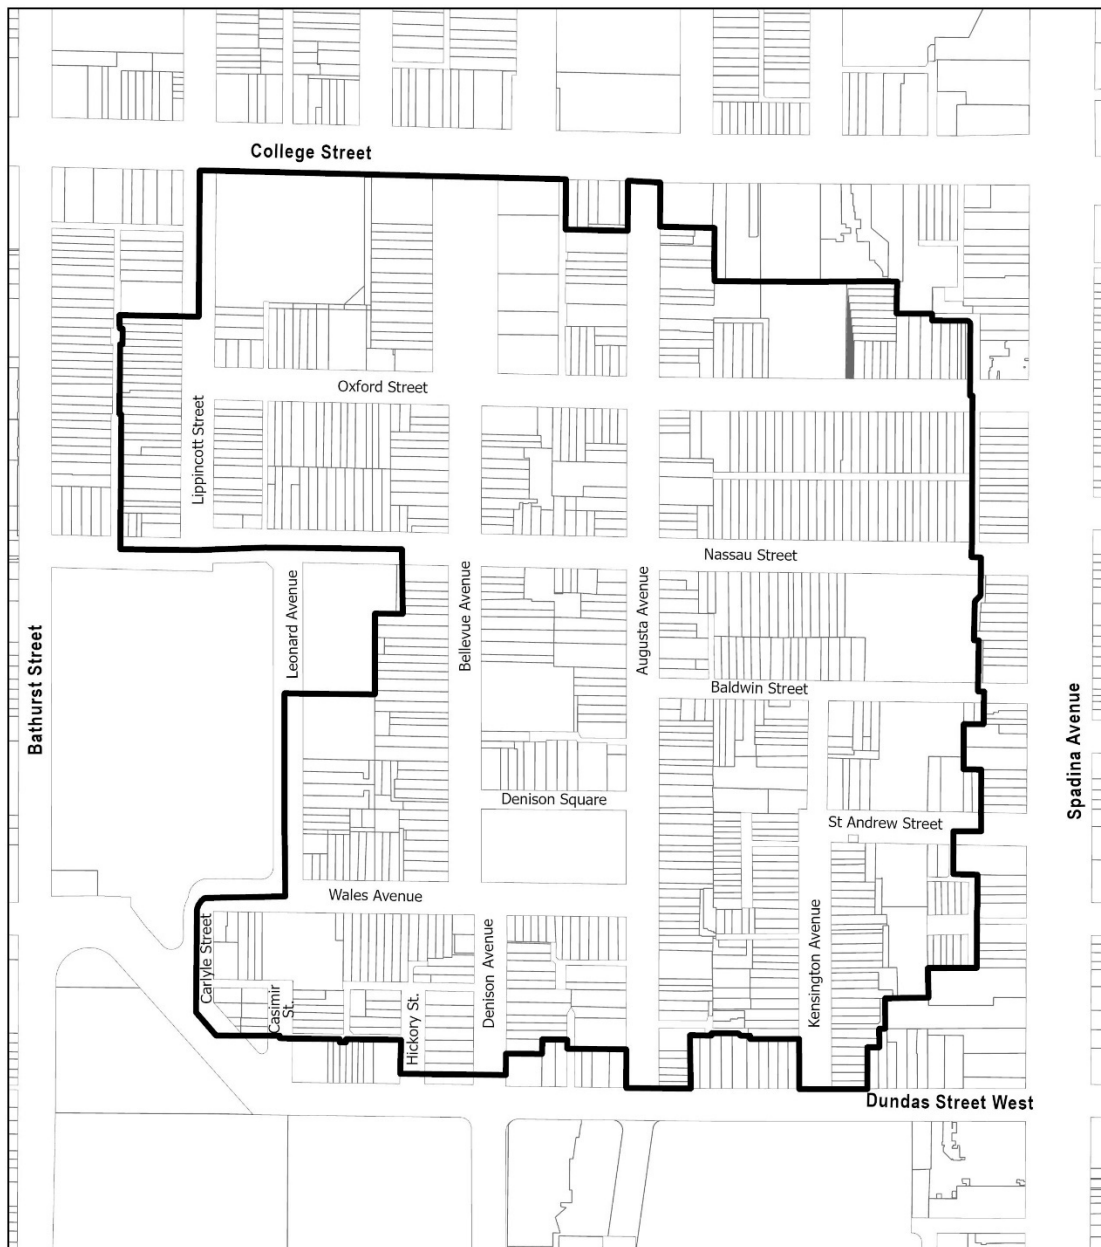 College Street
Oxford Street
Lippincott Street
Nassau Street
Leonard Avenue
Bellevue Avenue
Augusta Avenue
Bathurst Street
Baldwin Street
Spadina Avenue
Denison Square
St Andrew Street
Wales Avenue
Carlyle Street
Casimir
St.
Hickory St.
Denison Avenue
Kensington Avenue
Dundas Street West